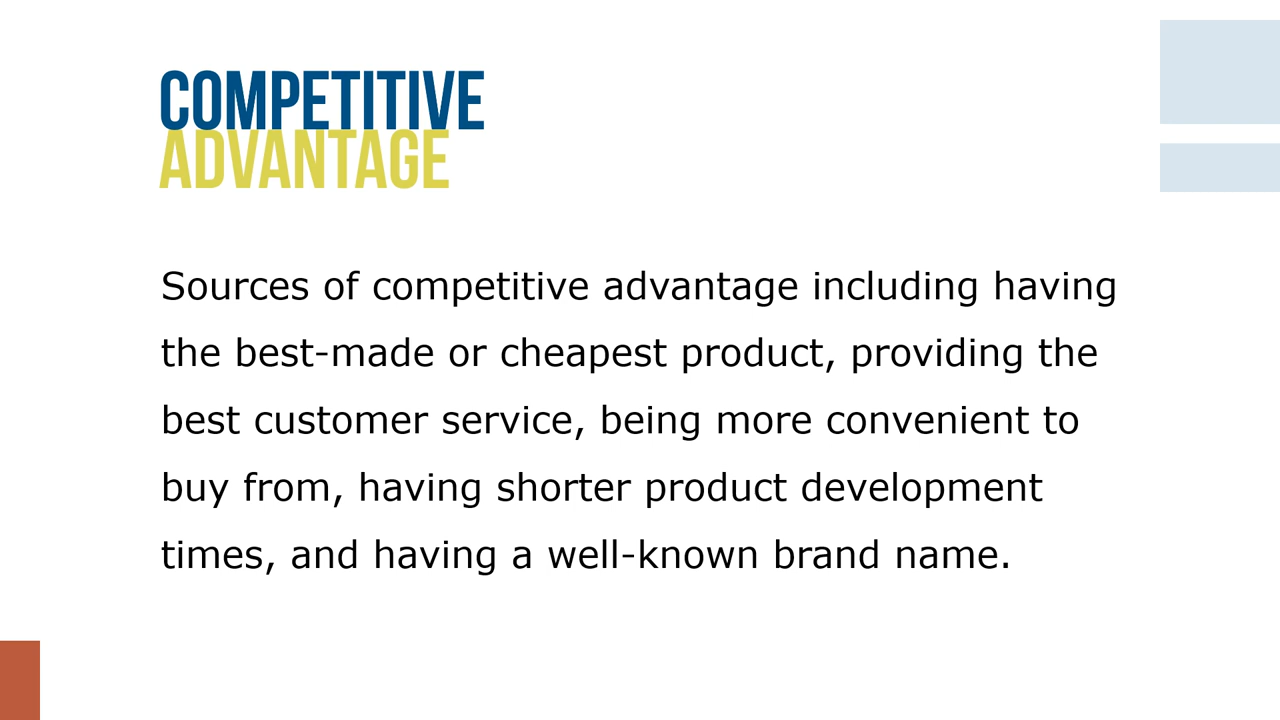 COMPETITIVE
ADVANTAGE
Sources of competitive advantage including having
the best-made or cheapest product, providing the
best customer service, being more convenient to
buy from, having shorter product development
times, and having a well-known brand name.